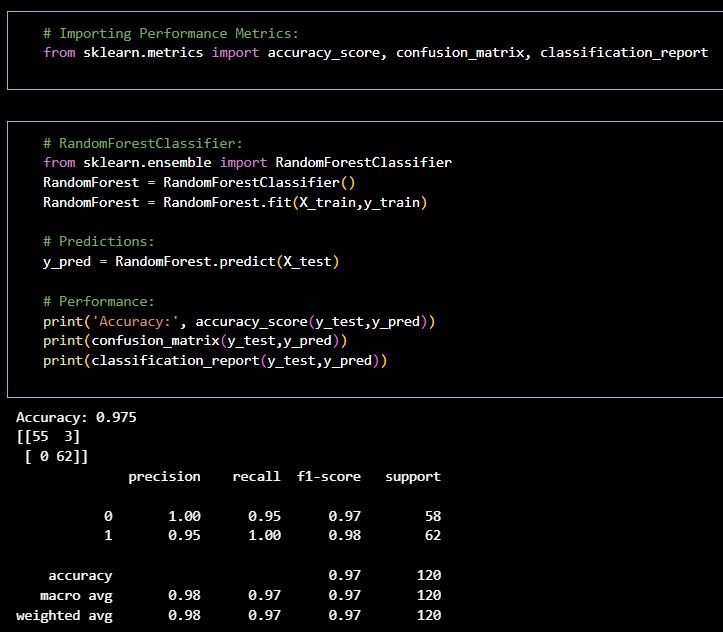 # Importing Performance Metrics:
from sklearn.metrics import accuracy_score, confusion_matrix, classification_report
# RandomForestClassifier:
from sklearn.ensemble import RandomForestClassifier
RandomForest = RandomForestClassifier()
RandomForest = RandomForest.fit(X_train,y_train)
# Predictions:
y_pred = RandomForest.predict(X_test)
# Performance:
print('Accuracy:', accuracy_score(y_test,y_pred))
print(confusion_matrix(y_test,y_pred))
print(classification_report(y_test,y_pred))
Accuracy: 0.975
[[55  3]
 [ 0 62]]
              precision    recall  f1-score   support
           0       1.00      0.95      0.97        58
           1       0.95      1.00      0.98        62
    accuracy                           0.97       120
   macro avg       0.98      0.97      0.97       120
weighted avg       0.98      0.97      0.97       120